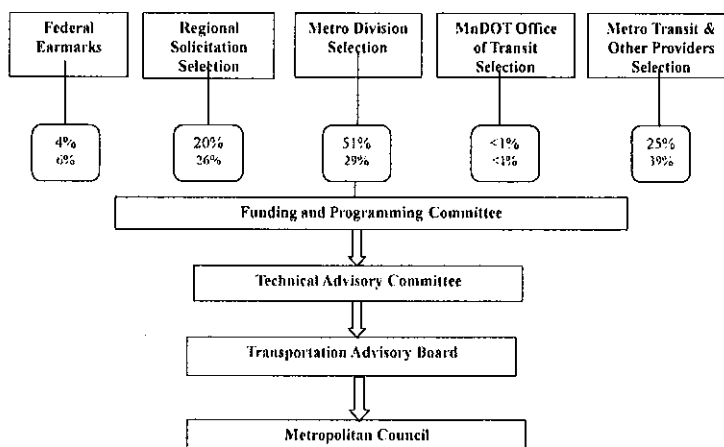 Federal
Earmarks
Regional
Solicitation
Selection
Metro Division
Selection
MnDOT Office
of Transit
Selection
Metro Transit &
Other Providers
Selection
4%
6%
20%
26%
51%
29%
<1%
<1%
25%
39%
Funding and Programming Committee
Technical Advisory Committee
Transportation Advisory Board
Metropolitan Council